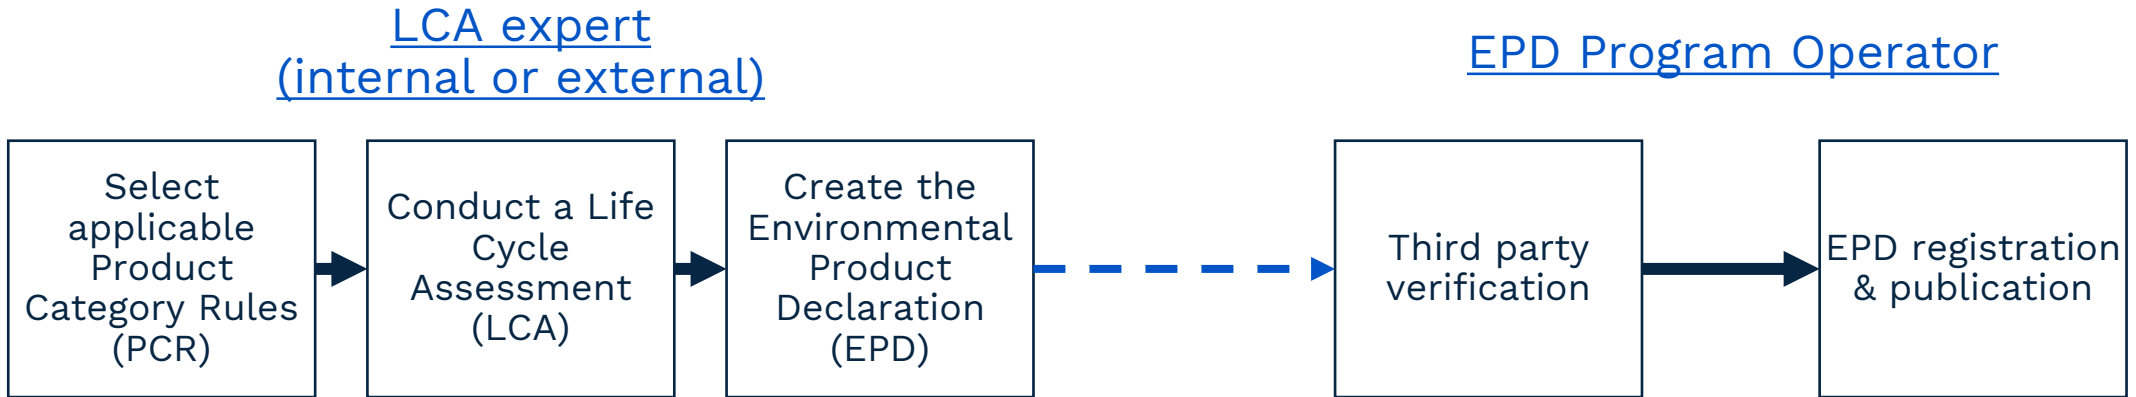 LCA expert
(internal or external)
EPD Program Operator
Select
applicable
Product
Category Rules
(PCR)
Conduct a Life
Cycle
Assessment
(LCA)
Create the
Environmental
Product
Declaration
(EPD)
Third party
verification
EPD registration
& publication